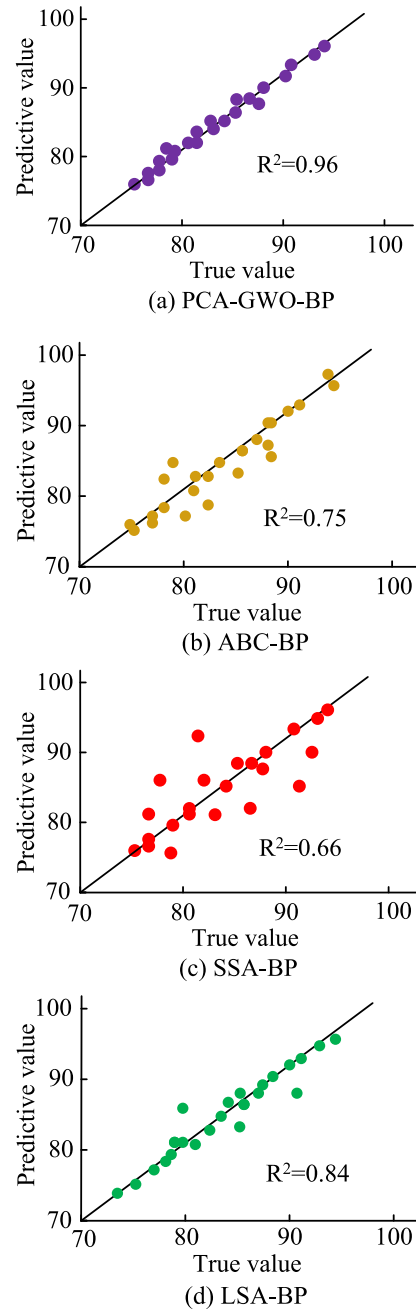 100
90
80
70
Predictive value
R²=0.96
70 80 90 100
True value
(a) PCA-GWO-BP
100
90
80
70
Predictive value
R²=0.75
70 80 90 100
True value
(b) ABC-BP
100
90
80
70
Predictive value
R²=0.66
70 80 90 100
True value
(c) SSA-BP
100
90
80
70
Predictive value
R²=0.84
70 80 90 100
True value
(d) LSA-BP